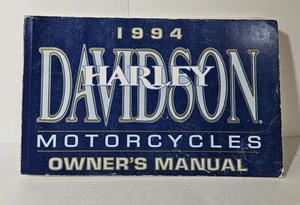 1994
HARLEY
DAVIDSON
MOTORCYCLES
OWNER'S MANUAL